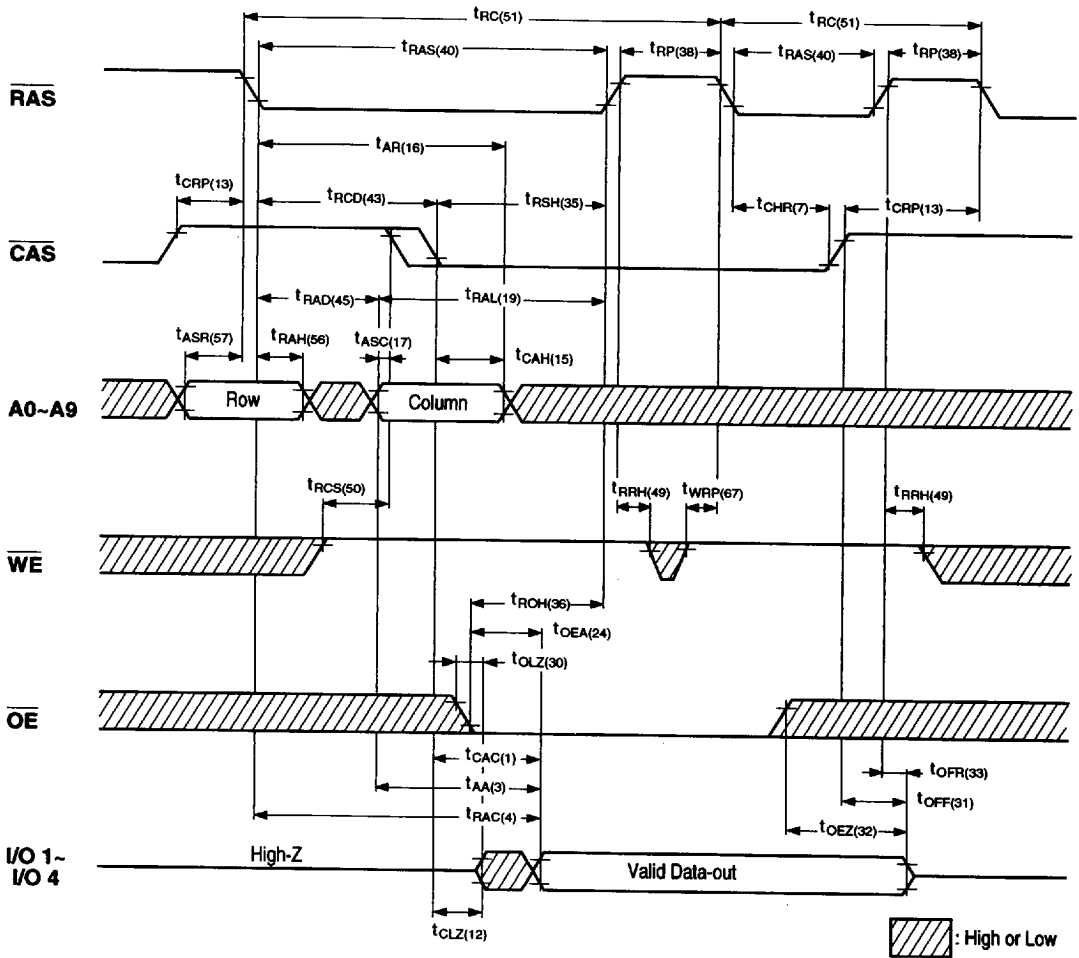 tRC(51) tRC(51)
tRAS(40) tRP(38) tRAS(40) tRP(38)
RAS
tAR(16)
tCRP(13) tRCD(43) tRSH(35) tCHR(7) tCRP(13)
CAS
tRAD(45) tRAL(19)
tASR(57) tRAH(56) tASC(17) tCAH(15)
A0~A9 Row Column
tRCS(50) tRRH(49) tWRP(67) tRRH(49)
WE
tROH(36)
tOEA(24)
tOLZ(30)
OE
tCAC(1) tOFR(33)
tAA(3) tOFF(31)
tRAC(4) tOEZ(32)
I/O 1~ High-Z
I/O 4 Valid Data-out
tCLZ(12)
: High or Low